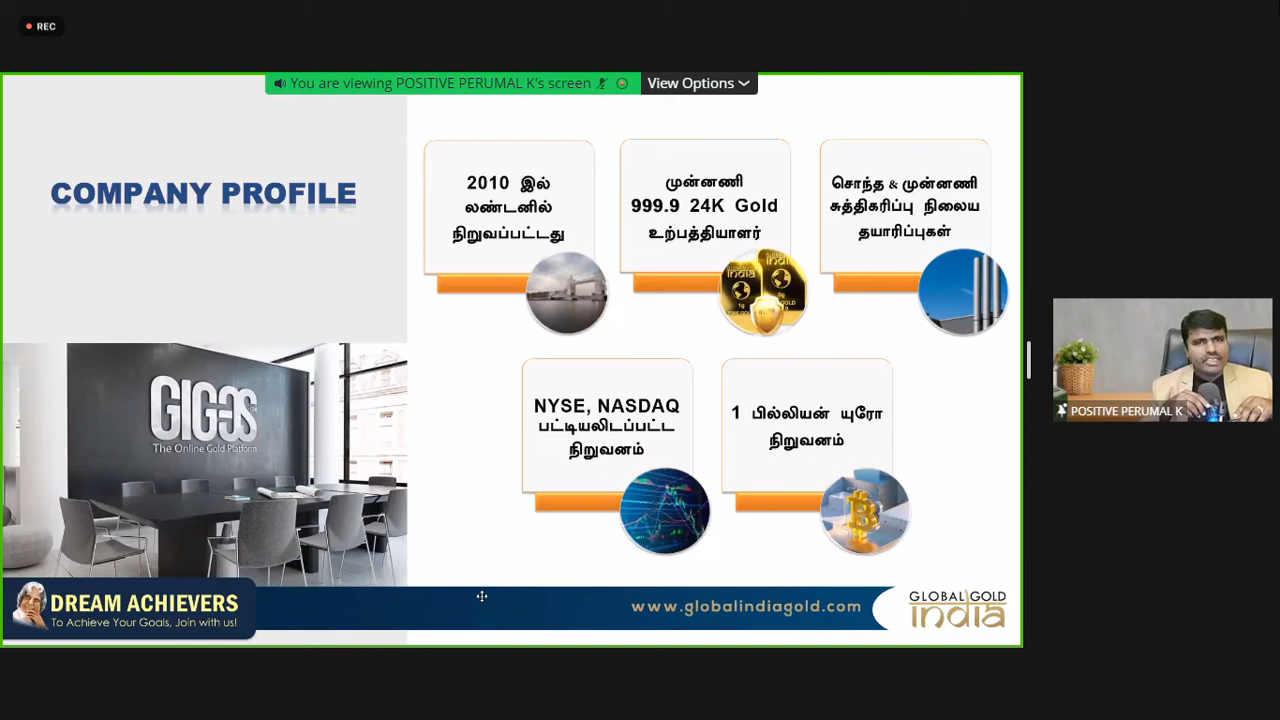 REC
You are viewing POSITIVE PERUMAL K's screen
View Options
COMPANY PROFILE
2010 இல்
லண்டனில்
நிறுவப்பட்டது
முன்னணி
999.9 24K Gold
உற்பத்தியாளர்
சொந்த & முன்னணி
சுத்திகரிப்பு நிலைய
தயாரிப்புகள்
GLOBAL GOLD
india
NYSE, NASDAQ
பட்டியலிடப்பட்ட
நிறுவனம்
1 பில்லியன் யுரோ
நிறுவனம்
The Online Gold Platform
POSITIVE PERUMAL K
DREAM ACHIEVERS
To Achieve Your Goals, Join with us!
www.globalindiagold.com